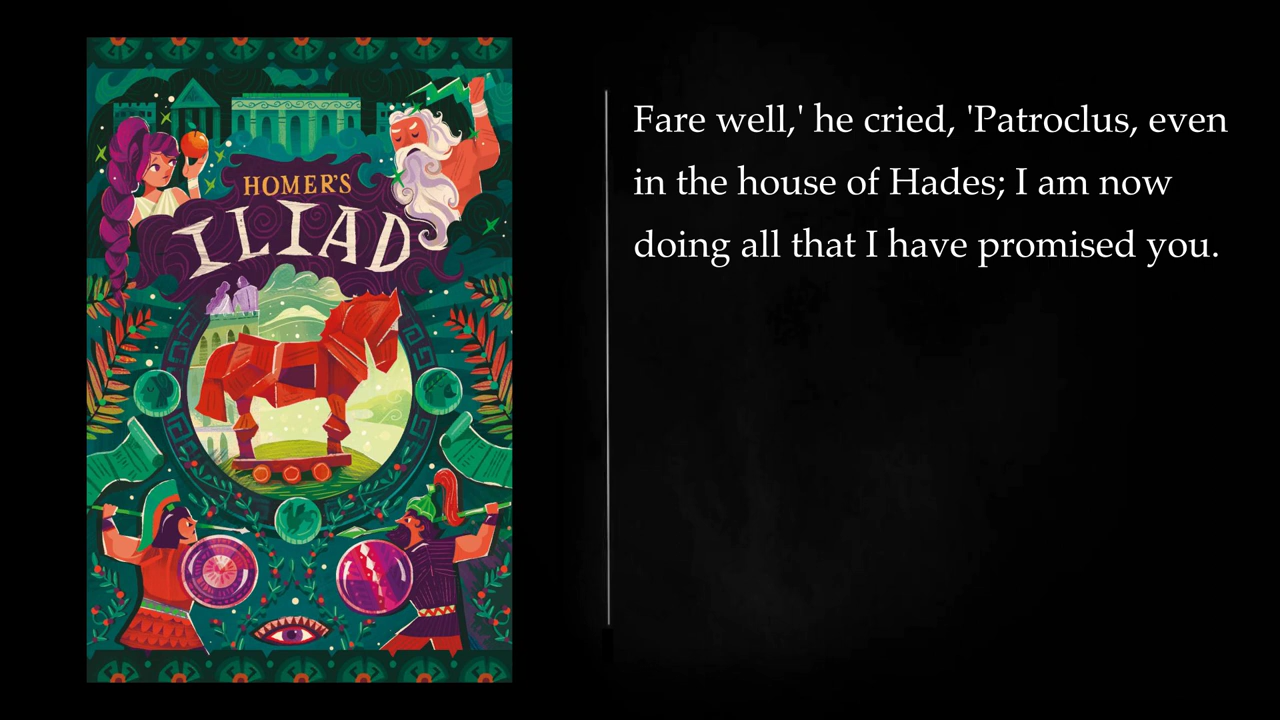 HOMER'S
ILIAD
Fare well,' he cried, 'Patroclus, even
in the house of Hades; I am now
doing all that I have promised you.